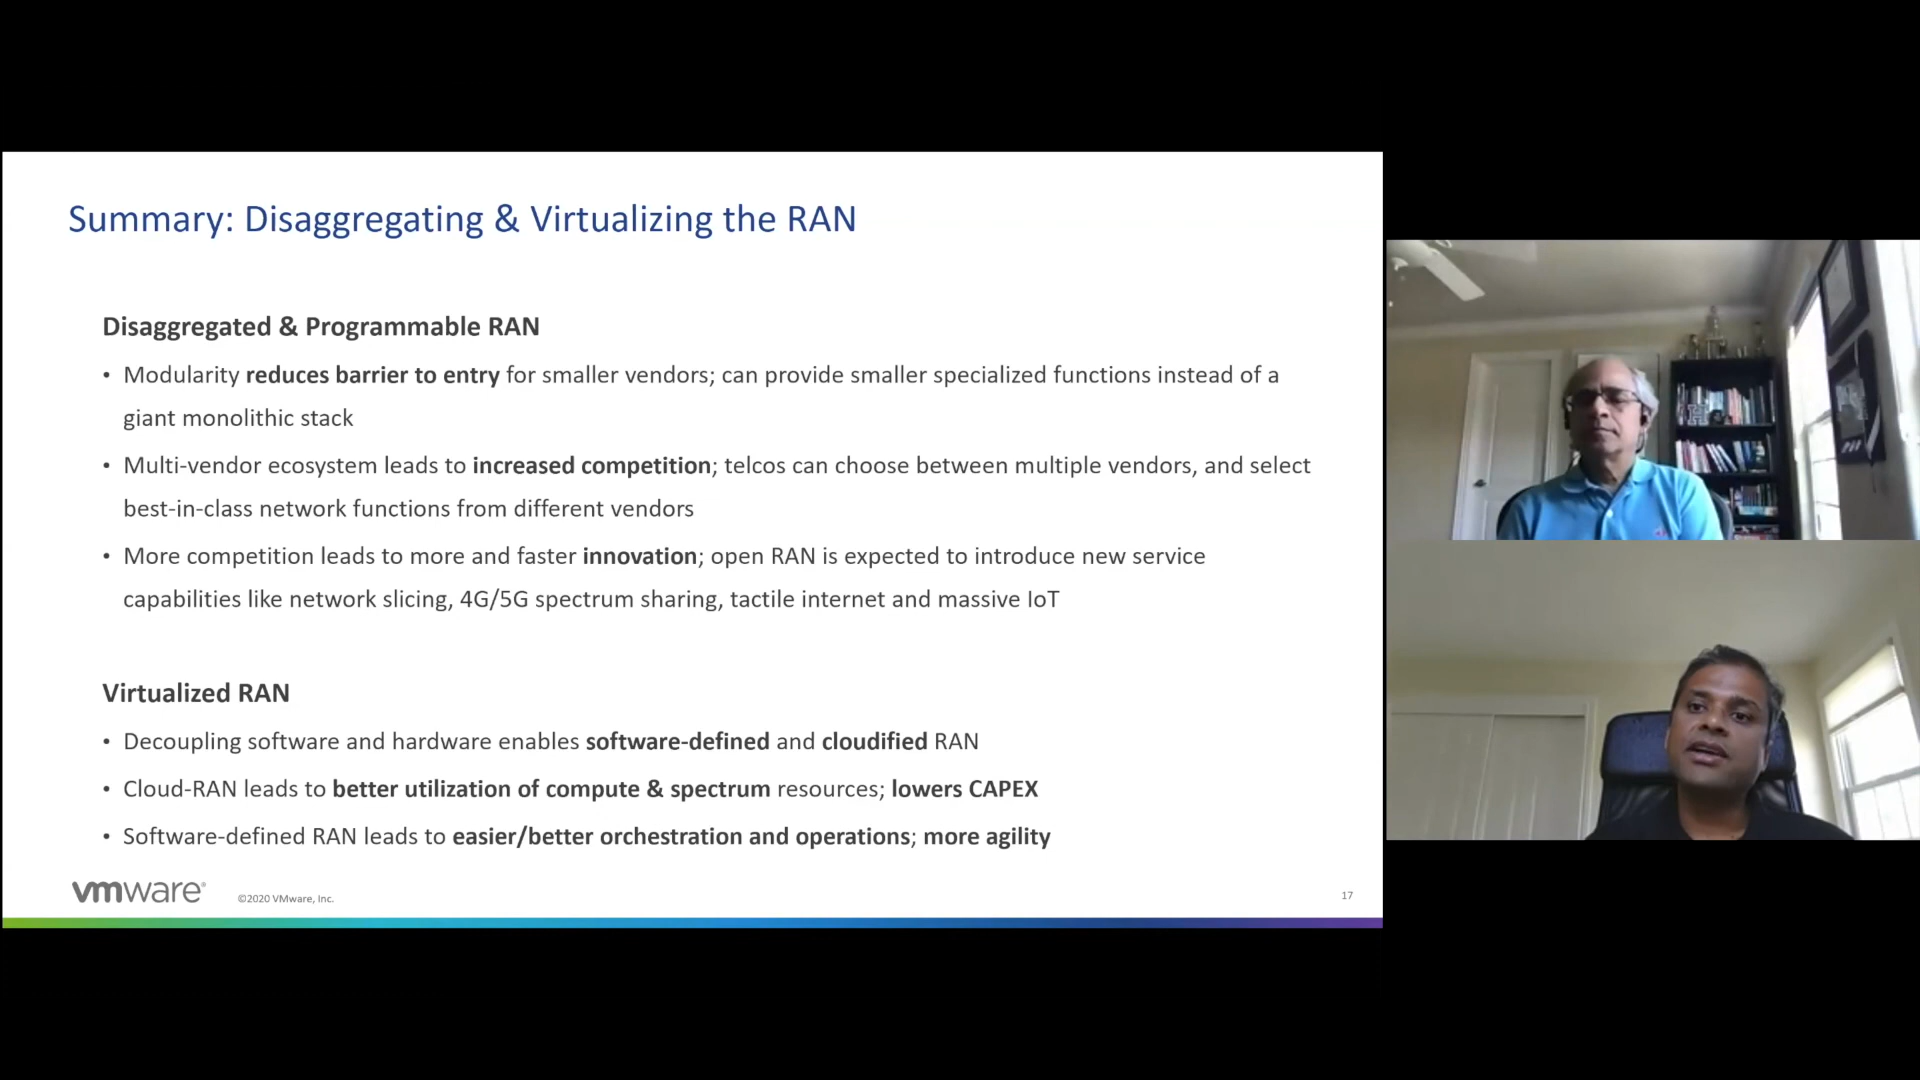 Summary: Disaggregating & Virtualizing the RAN
Disaggregated & Programmable RAN
• Modularity reduces barrier to entry for smaller vendors; can provide smaller specialized functions instead of a
giant monolithic stack
• Multi-vendor ecosystem leads to increased competition; telcos can choose between multiple vendors, and select
best-in-class network functions from different vendors
• More competition leads to more and faster innovation; open RAN is expected to introduce new service
capabilities like network slicing, 4G/5G spectrum sharing, tactile internet and massive IoT
Virtualized RAN
• Decoupling software and hardware enables software-defined and cloudified RAN
• Cloud-RAN leads to better utilization of compute & spectrum resources; lowers CAPEX
• Software-defined RAN leads to easier/better orchestration and operations; more agility
vmware®
©2020 VMware, Inc.
17